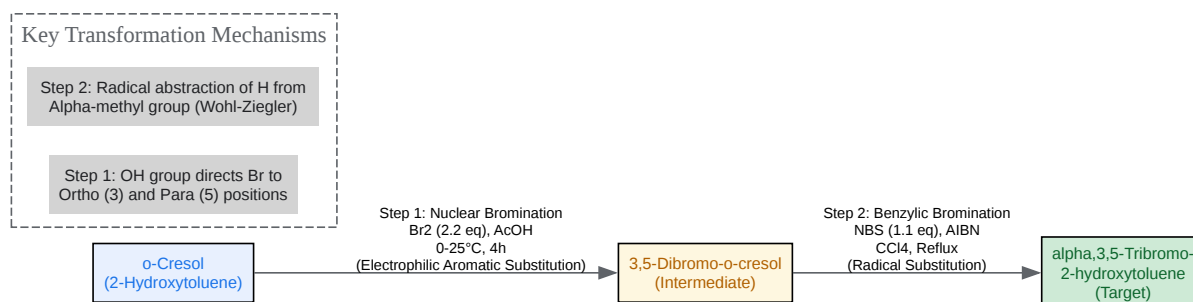 Key Transformation Mechanisms
Step 2: Radical abstraction of H from
Alpha-methyl group (Wohl-Ziegler)
Step 1: OH group directs Br to
Ortho (3) and Para (5) positions
o-Cresol
(2-Hydroxytoluene)
Step 1: Nuclear Bromination
Br2 (2.2 eq), AcOH
0-25°C, 4h
(Electrophilic Aromatic Substitution)
3,5-Dibromo-o-cresol
(Intermediate)
Step 2: Benzylic Bromination
NBS (1.1 eq), AIBN
CCl4, Reflux
(Radical Substitution)
alpha,3,5-Tribromo-
2-hydroxytoluene
(Target)